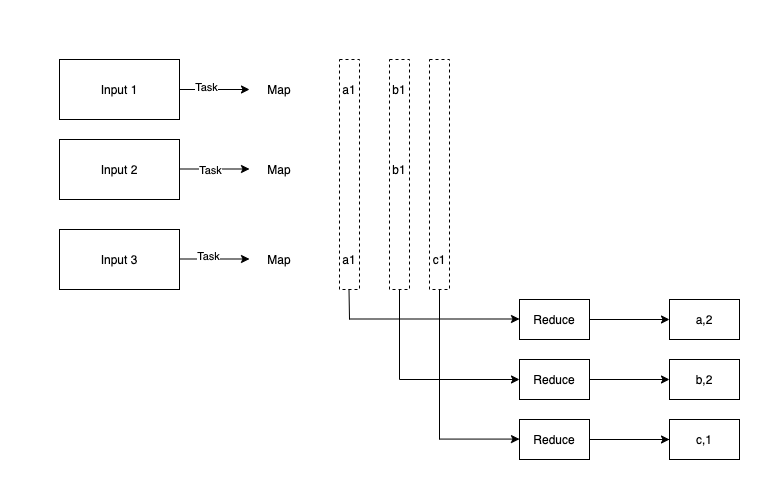 Input 1
Task
Map
a1
b1
Input 2
Task
Map
b1
Input 3
Task
Map
a1
c1
Reduce
a,2
Reduce
b,2
Reduce
c,1